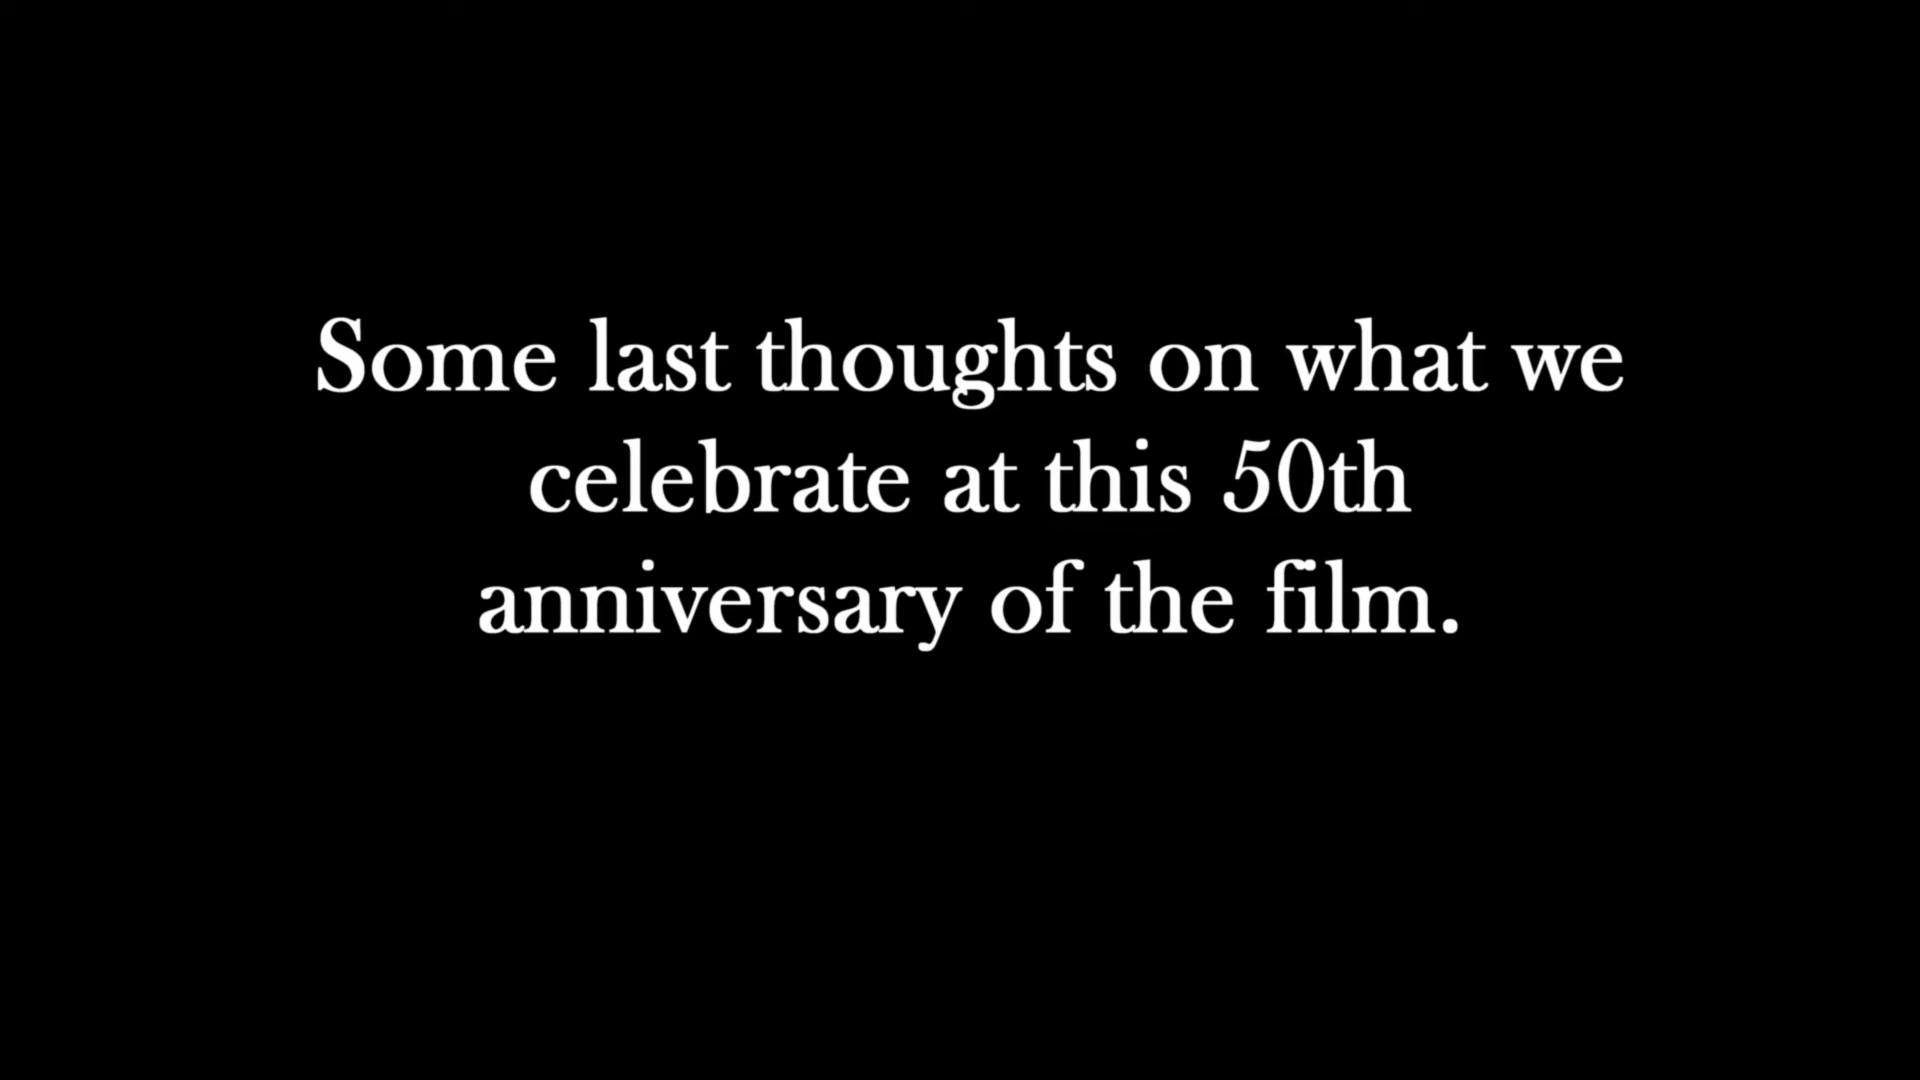 Some last thoughts on what we
celebrate at this 50th
anniversary of the film.